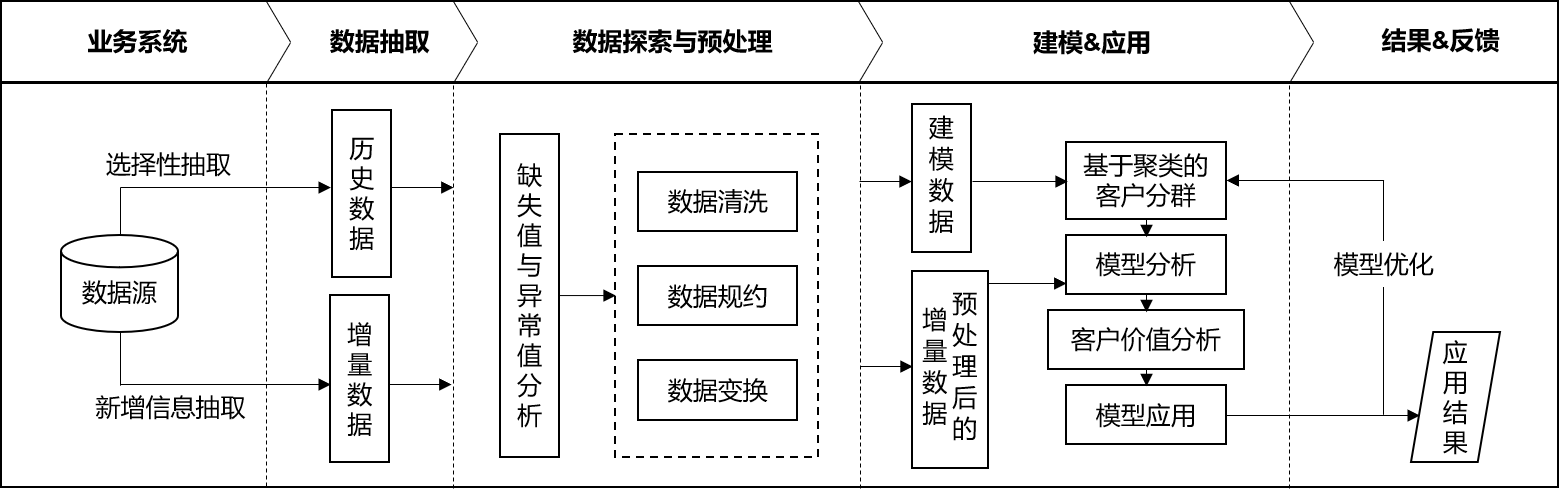 业务系统
数据抽取
数据探索与预处理
建模&应用
结果&反馈
选择性抽取
数据源
新增信息抽取
历史数据
增量数据
缺失值与异常值分析
数据清洗
数据规约
数据变换
建模数据
预处理后的
增量数据
基于聚类的
客户分群
模型分析
客户价值分析
模型应用
模型优化
应用结果